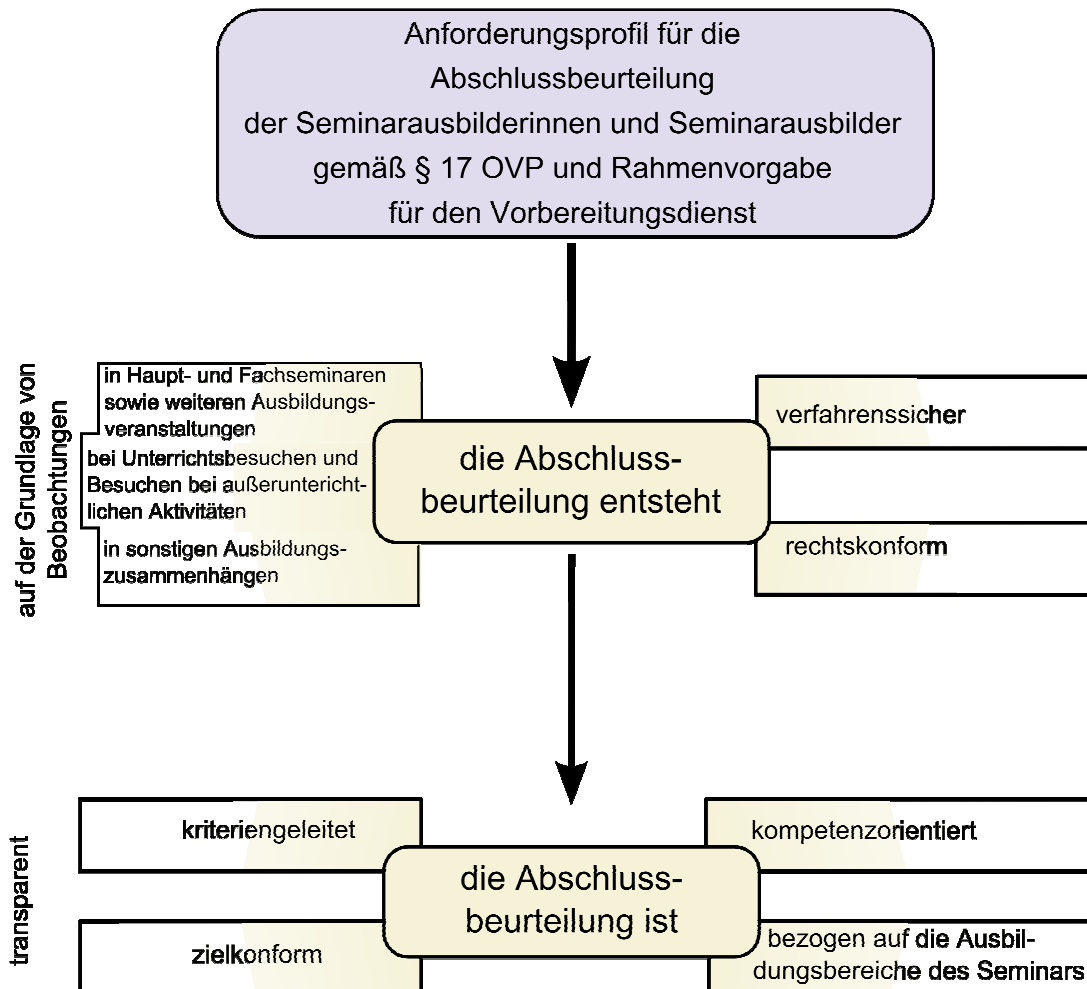 Anforderungsprofil für die
Abschlussbeurteilung
der Seminarausbilderinnen und Seminarausbilder
gemäß § 17 OVP und Rahmenvorgabe
für den Vorbereitungsdienst
auf der Grundlage von
Beobachtungen
in Haupt- und Fachseminaren
sowie weiteren Ausbildungs-
veranstaltungen
bei Unterrichtsbesuchen und
Besuchen bei außeruntericht-
lichen Aktivitäten
in sonstigen Ausbildungs-
zusammenhängen
die Abschluss-
beurteilung entsteht
verfahrenssicher
rechtskonform
transparent
kriteriengeleitet
zielkonform
die Abschluss-
beurteilung ist
kompetenzorientiert
bezogen auf die Ausbil-
dungsbereiche des Seminars